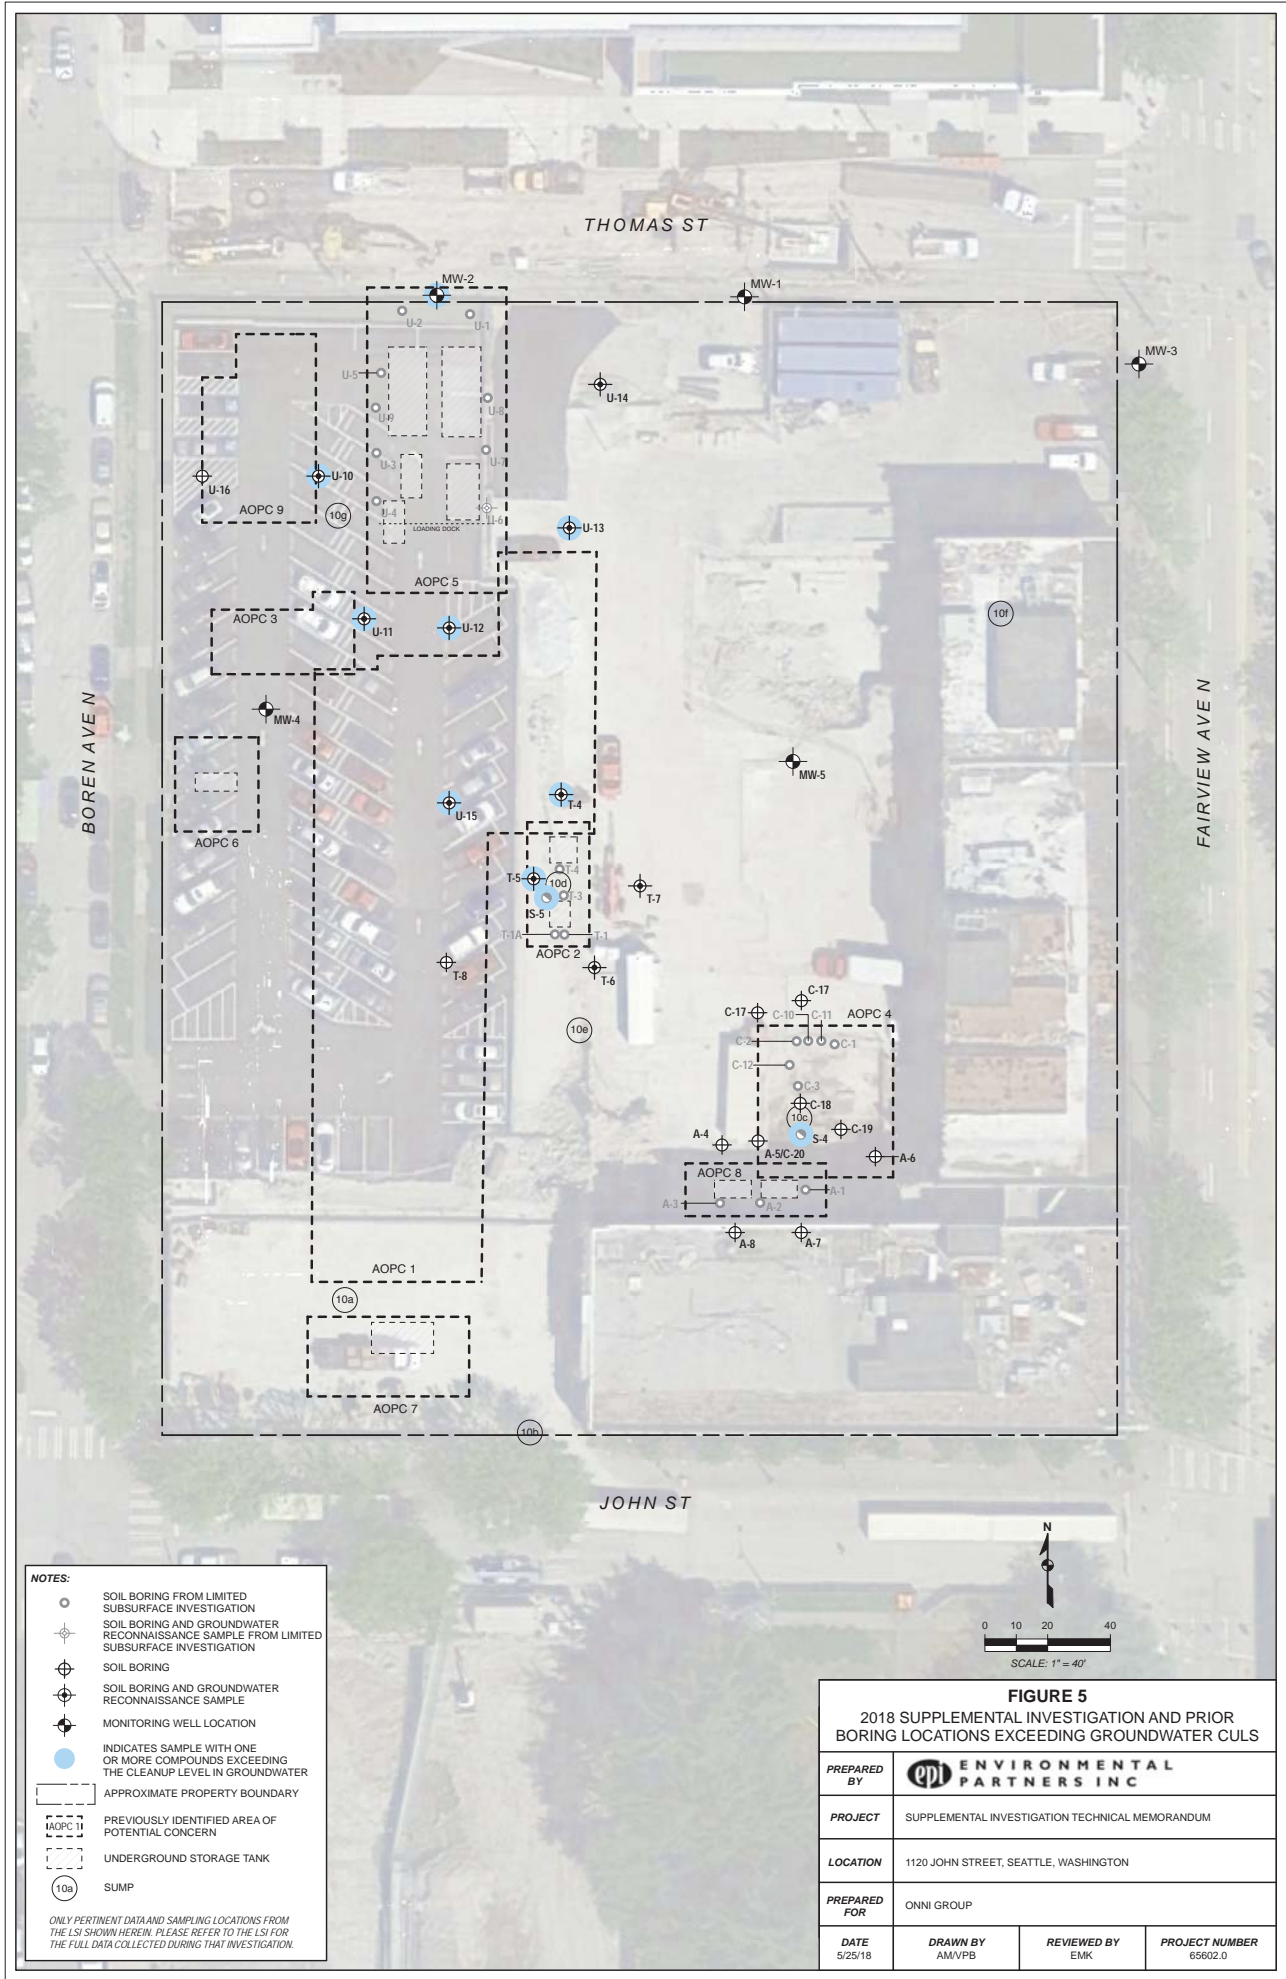 THOMAS ST
MW-2
MW-1
MW-3
U-2
U-1
U-5
U-14
U-8
U-9
U-3
U-7
U-16
U-10
AOPC 9
10g
U-4
U-6
LOADING DOCK
U-13
AOPC 5
AOPC 3
U-11
U-12
10f
MW-4
BOREN AVE N
FAIRVIEW AVE N
MW-5
AOPC 6
U-15
T-4
T-4
T-5
10d
T-3
T-7
IS-5
T-1A
T-1
AOPC 2
T-8
T-6
C-17
C-17
C-10
C-11
AOPC 4
10e
C-2
C-1
C-12
C-3
C-18
10c
C-19
A-4
S-4
A-5/C-20
A-6
AOPC 8
A-1
A-3
A-2
A-8
A-7
AOPC 1
10a
AOPC 7
10b
JOHN ST
N
0 10 20 40
SCALE: 1" = 40'
NOTES:
SOIL BORING FROM LIMITED
SUBSURFACE INVESTIGATION
SOIL BORING AND GROUNDWATER
RECONNAISSANCE SAMPLE FROM LIMITED
SUBSURFACE INVESTIGATION
SOIL BORING
SOIL BORING AND GROUNDWATER
RECONNAISSANCE SAMPLE
MONITORING WELL LOCATION
INDICATES SAMPLE WITH ONE
OR MORE COMPOUNDS EXCEEDING
THE CLEANUP LEVEL IN GROUNDWATER
APPROXIMATE PROPERTY BOUNDARY
AOPC 1
PREVIOUSLY IDENTIFIED AREA OF
POTENTIAL CONCERN
UNDERGROUND STORAGE TANK
10a
SUMP
ONLY PERTINENT DATA AND SAMPLING LOCATIONS FROM
THE LSI SHOWN HEREIN. PLEASE REFER TO THE LSI FOR
THE FULL DATA COLLECTED DURING THAT INVESTIGATION.
FIGURE 5
2018 SUPPLEMENTAL INVESTIGATION AND PRIOR
BORING LOCATIONS EXCEEDING GROUNDWATER CULS
PREPARED
BY
epi ENVIRONMENTAL
PARTNERS INC
PROJECT
SUPPLEMENTAL INVESTIGATION TECHNICAL MEMORANDUM
LOCATION
1120 JOHN STREET, SEATTLE, WASHINGTON
PREPARED
FOR
ONNI GROUP
DATE
5/25/18
DRAWN BY
AM/VPB
REVIEWED BY
EMK
PROJECT NUMBER
65602.0